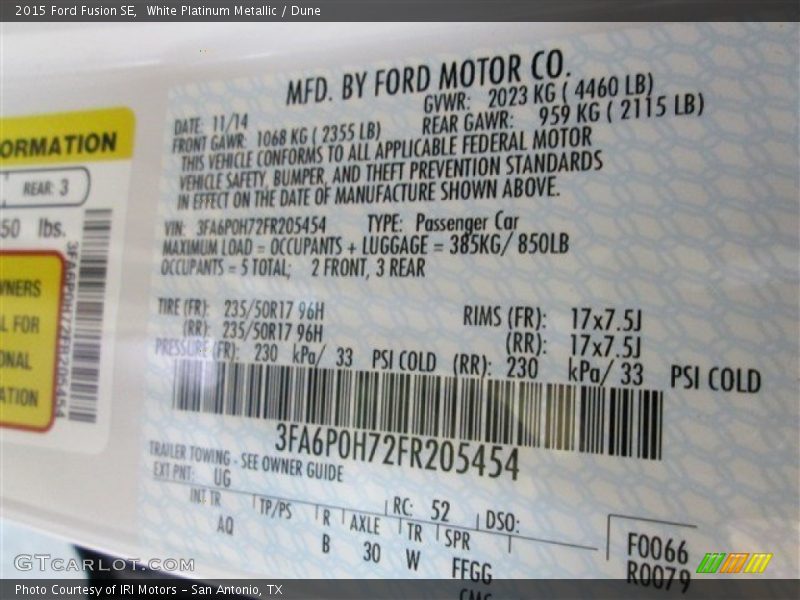 2015 Ford Fusion SE, White Platinum Metallic / Dune
MFD. BY FORD MOTOR CO.
DATE: 11/14
GVWR: 2023 KG ( 4460 LB)
FRONT GAWR: 1068 KG ( 2355 LB)
REAR GAWR: 959 KG ( 2115 LB)
THIS VEHICLE CONFORMS TO ALL APPLICABLE FEDERAL MOTOR
VEHICLE SAFETY, BUMPER, AND THEFT PREVENTION STANDARDS
IN EFFECT ON THE DATE OF MANUFACTURE SHOWN ABOVE.
VIN: 3FA6P0H72FR205454 TYPE: Passenger Car
MAXIMUM LOAD = OCCUPANTS + LUGGAGE = 385KG/ 850LB
OCCUPANTS = 5 TOTAL; 2 FRONT, 3 REAR
TIRE (FR): 235/50R17 96H RIMS (FR): 17x7.5J
(RR): 235/50R17 96H (RR): 17x7.5J
PRESSURE (FR): 230 kPa/ 33 PSI COLD (RR): 230 kPa/ 33 PSI COLD
3FA6P0H72FR205454
TRAILER TOWING - SEE OWNER GUIDE
EXT PNT: UG RC: 52 DSO:
INT TR TP/PS R AXLE TR SPR
AQ B 30 W FFGG
F0066
R0079
ORMATION
REAR: 3
50 lbs.
3FA6P0H72FR205454
WNERS
L FOR
ONAL
ATION
GTCarLot.com
Photo Courtesy of IRI Motors – San Antonio, TX